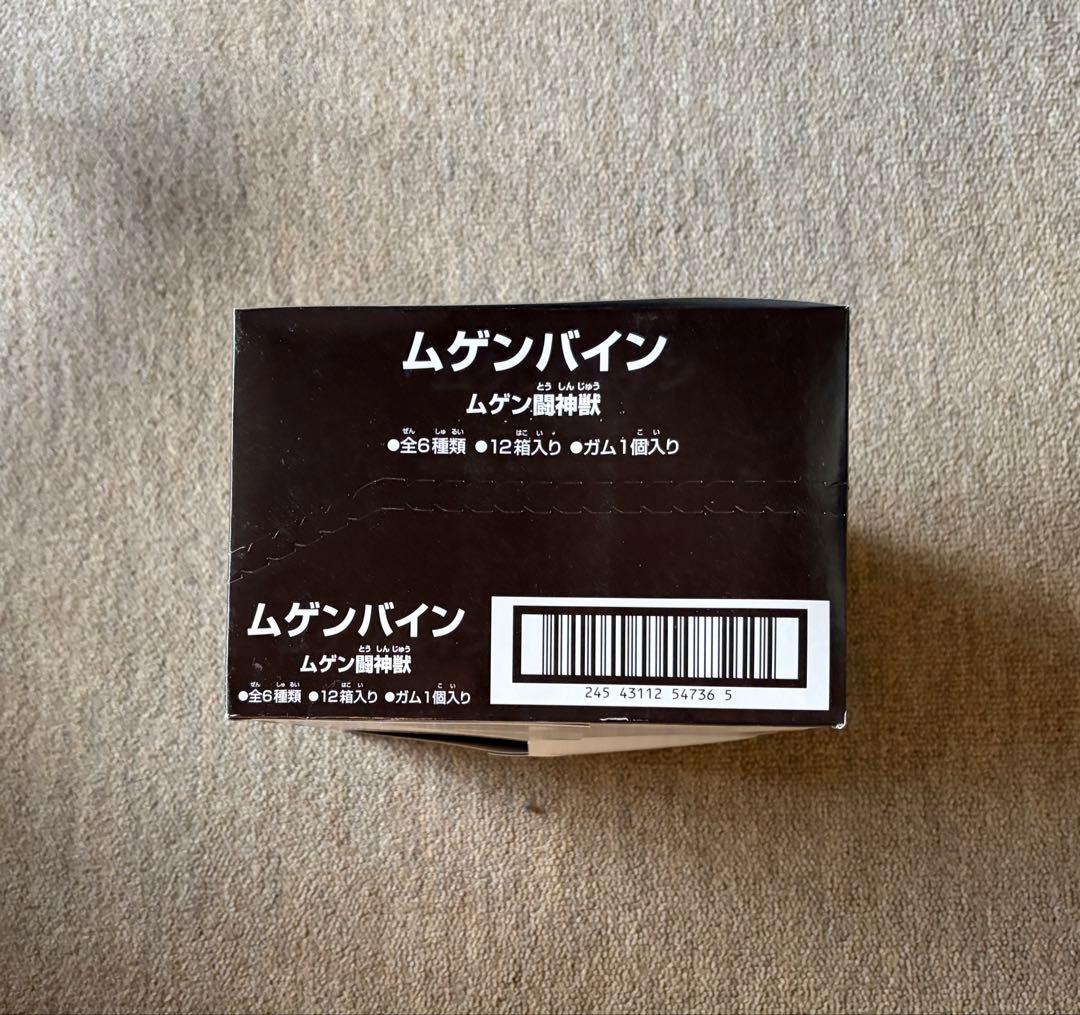 ムゲンバイン
とう しん じゅう
ムゲン闘神獣
ぜん しゅ るい はこ い こ い
●全6種類 ●12箱入り ●ガム1個入り
ムゲンバイン
とう しん じゅう
ムゲン闘神獣
ぜん しゅ るい はこ い こ い
●全6種類 ●12箱入り ●ガム1個入り
245 43112 54736 5